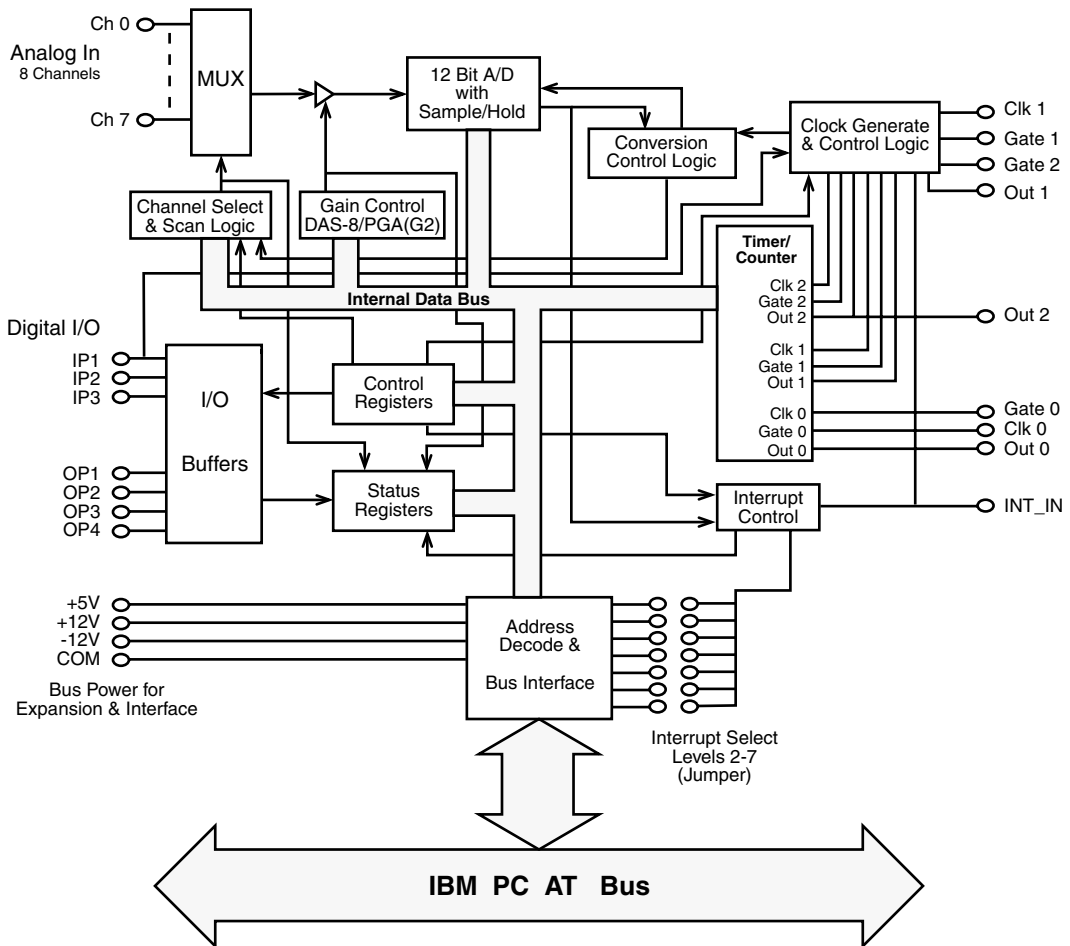 Ch 0
Analog In
8 Channels
Ch 7
MUX
12 Bit A/D
with
Sample/Hold
Conversion
Control Logic
Clock Generate
& Control Logic
Clk 1
Gate 1
Gate 2
Out 1
Channel Select
& Scan Logic
Gain Control
DAS-8/PGA(G2)
Timer/
Counter
Clk 2
Gate 2
Out 2
Clk 1
Gate 1
Out 1
Clk 0
Gate 0
Out 0
Out 2
Gate 0
Clk 0
Out 0
Internal Data Bus
Digital I/O
IP1
IP2
IP3
OP1
OP2
OP3
OP4
I/O
Buffers
Control
Registers
Status
Registers
Interrupt
Control
INT_IN
+5V
+12V
-12V
COM
Bus Power for
Expansion & Interface
Address
Decode &
Bus Interface
Interrupt Select
Levels 2-7
(Jumper)
IBM PC AT Bus